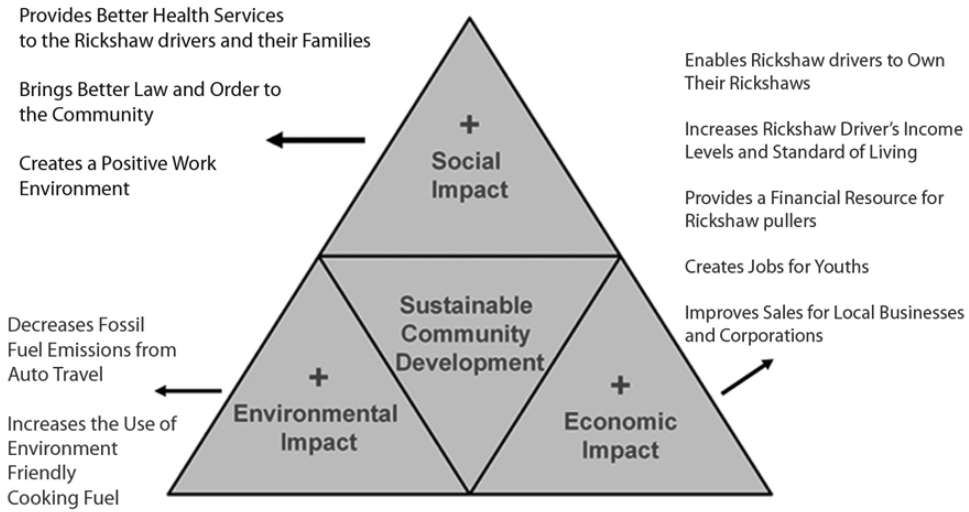 Provides Better Health Services
to the Rickshaw drivers and their Families
Brings Better Law and Order to
the Community
Creates a Positive Work
Environment
+
Social
Impact
Enables Rickshaw drivers to Own
Their Rickshaws
Increases Rickshaw Driver's Income
Levels and Standard of Living
Provides a Financial Resource for
Rickshaw pullers
Creates Jobs for Youths
Improves Sales for Local Businesses
and Corporations
Sustainable
Community
Development
Decreases Fossil
Fuel Emissions from
Auto Travel
Increases the Use of
Environment
Friendly
Cooking Fuel
+
Environmental
Impact
+
Economic
Impact